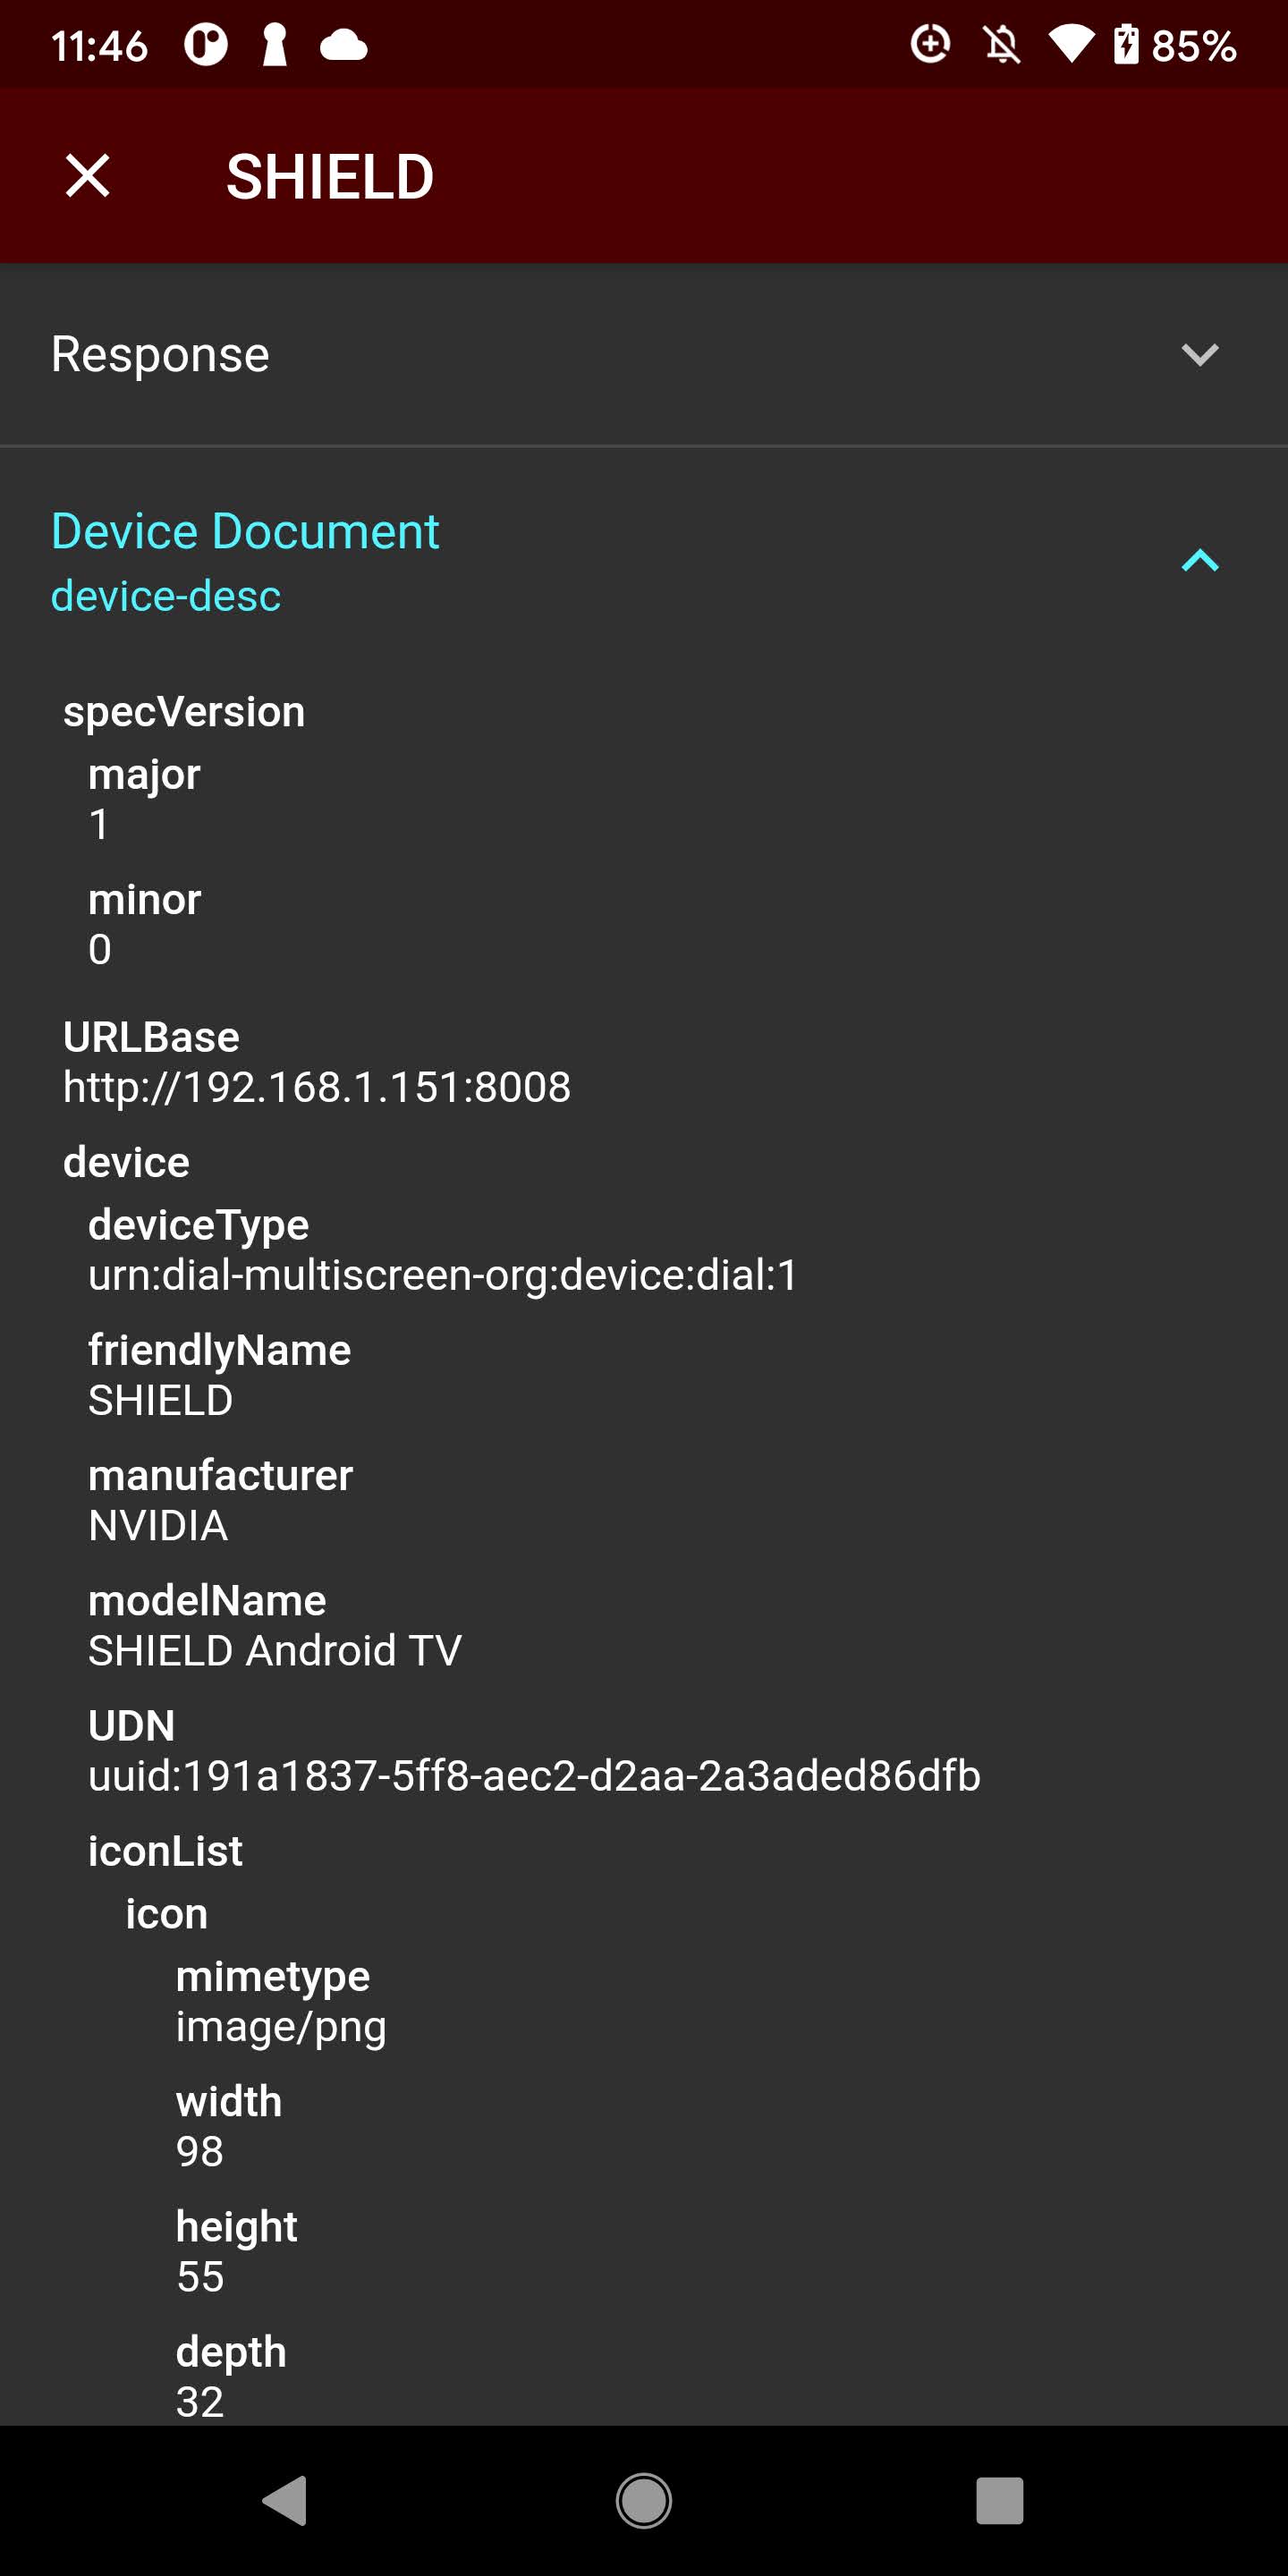 11:46
85%
SHIELD
Response
Device Document
device-desc
specVersion
major
1
minor
0
URLBase
http://192.168.1.151:8008
device
deviceType
urn:dial-multiscreen-org:device:dial:1
friendlyName
SHIELD
manufacturer
NVIDIA
modelName
SHIELD Android TV
UDN
uuid:191a1837-5ff8-aec2-d2aa-2a3aded86dfb
iconList
icon
mimetype
image/png
width
98
height
55
depth
32